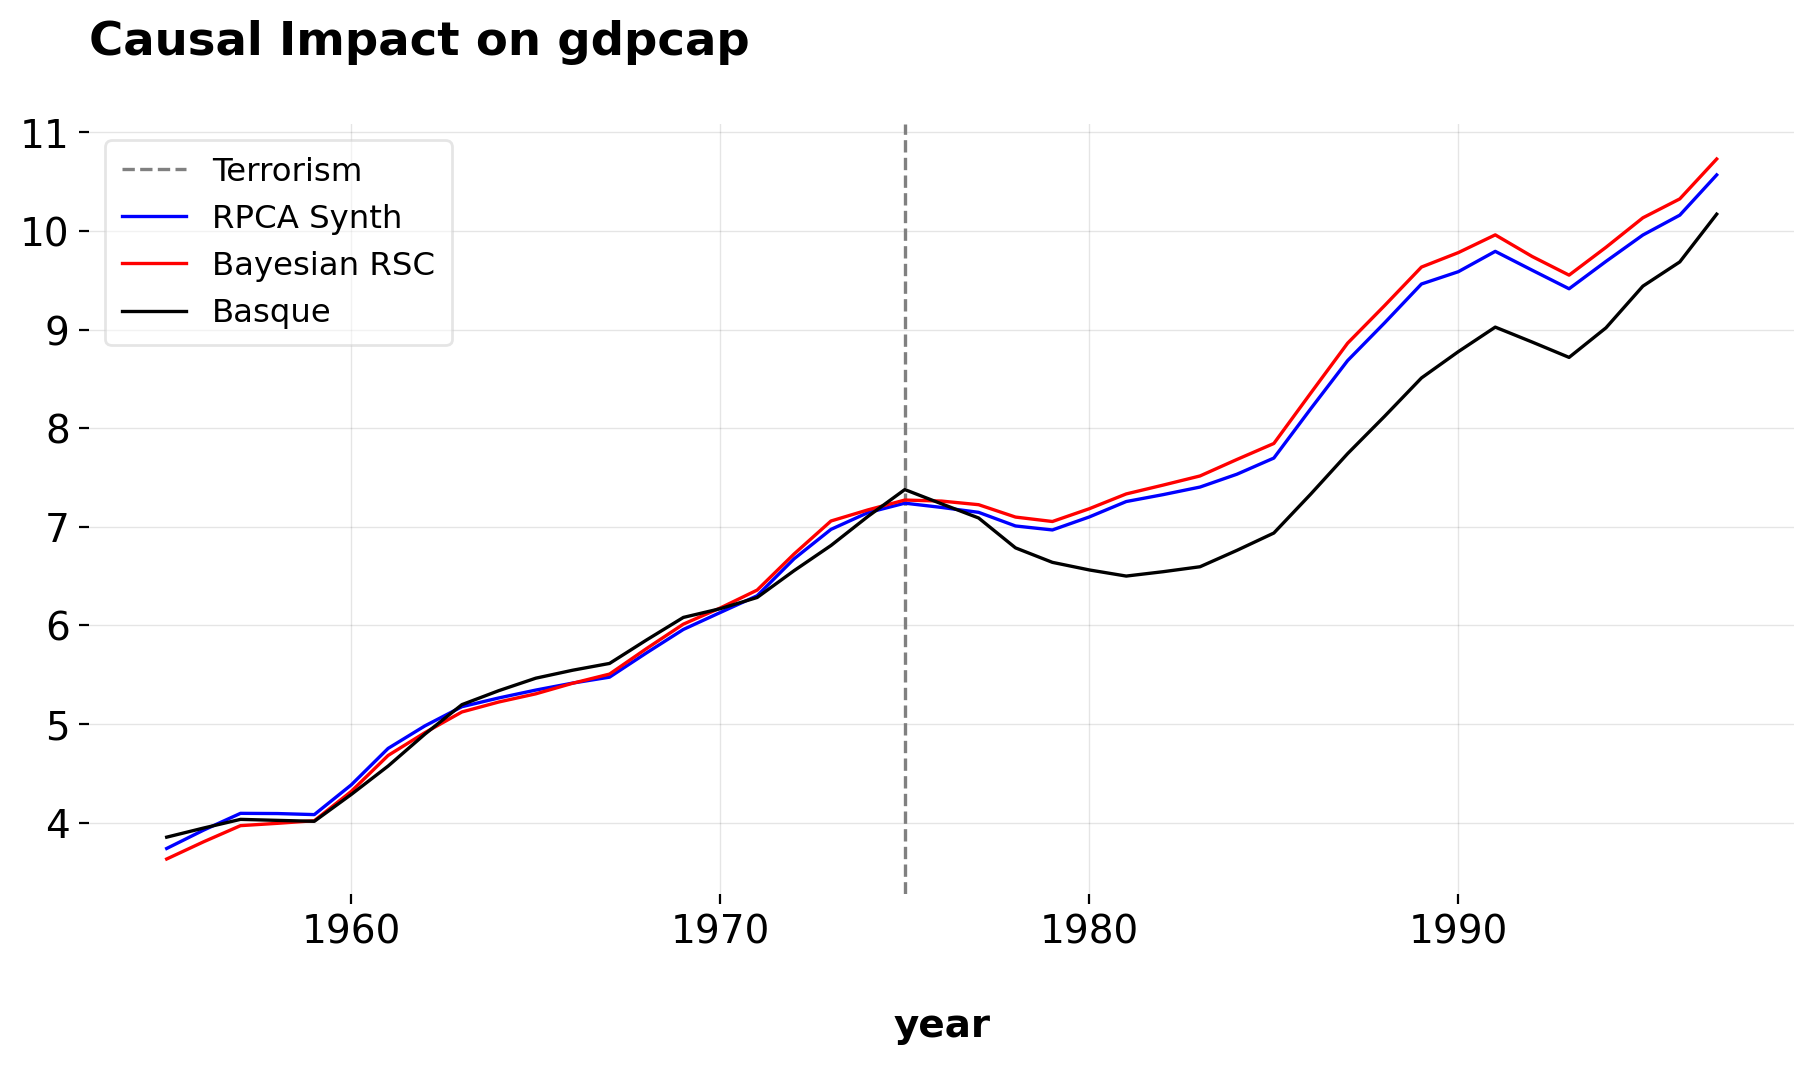 Causal Impact on gdpcap
11
10
9
8
7
6
5
4
Terrorism
RPCA Synth
Bayesian RSC
Basque
1960 1970 1980 1990
year